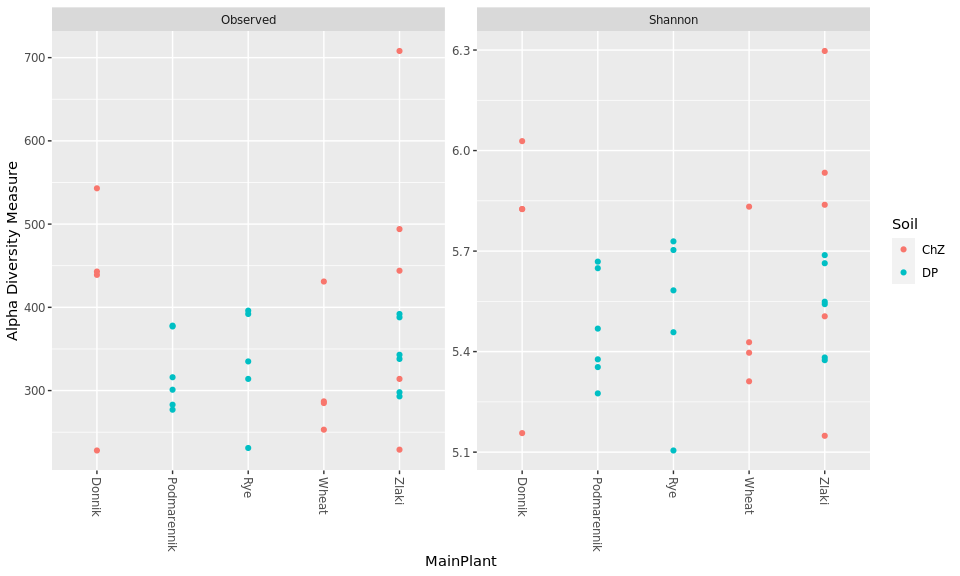 Observed
Shannon
Alpha Diversity Measure
700
600
500
400
300
6.3
6.0
5.7
5.4
5.1
Donnik
Podmarennik
Rye
Wheat
Zlaki
Donnik
Podmarennik
Rye
Wheat
Zlaki
MainPlant
Soil
ChZ
DP